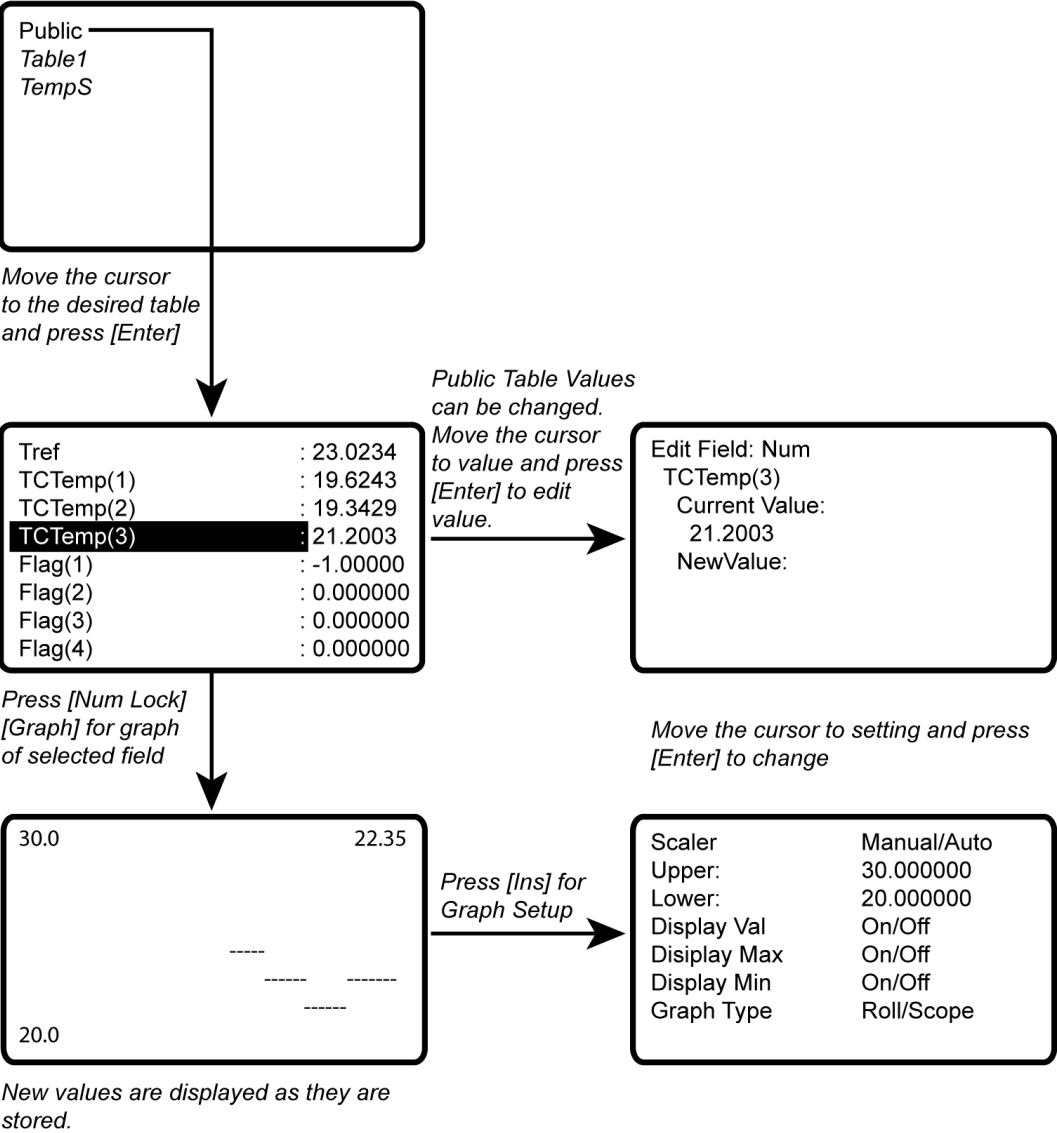 Public
Table1
TempS
Move the cursor
to the desired table
and press [Enter]
Tref : 23.0234
TCTemp(1) : 19.6243
TCTemp(2) : 19.3429
TCTemp(3) : 21.2003
Flag(1) : -1.00000
Flag(2) : 0.000000
Flag(3) : 0.000000
Flag(4) : 0.000000
Public Table Values
can be changed.
Move the cursor
to value and press
[Enter] to edit
value.
Edit Field: Num
TCTemp(3)
Current Value:
21.2003
NewValue:
Press [Num Lock]
[Graph] for graph
of selected field
Move the cursor to setting and press
[Enter] to change
30.0 22.35
20.0
Press [Ins] for
Graph Setup
Scaler Manual/Auto
Upper: 30.000000
Lower: 20.000000
Display Val On/Off
Disiplay Max On/Off
Display Min On/Off
Graph Type Roll/Scope
New values are displayed as they are
stored.